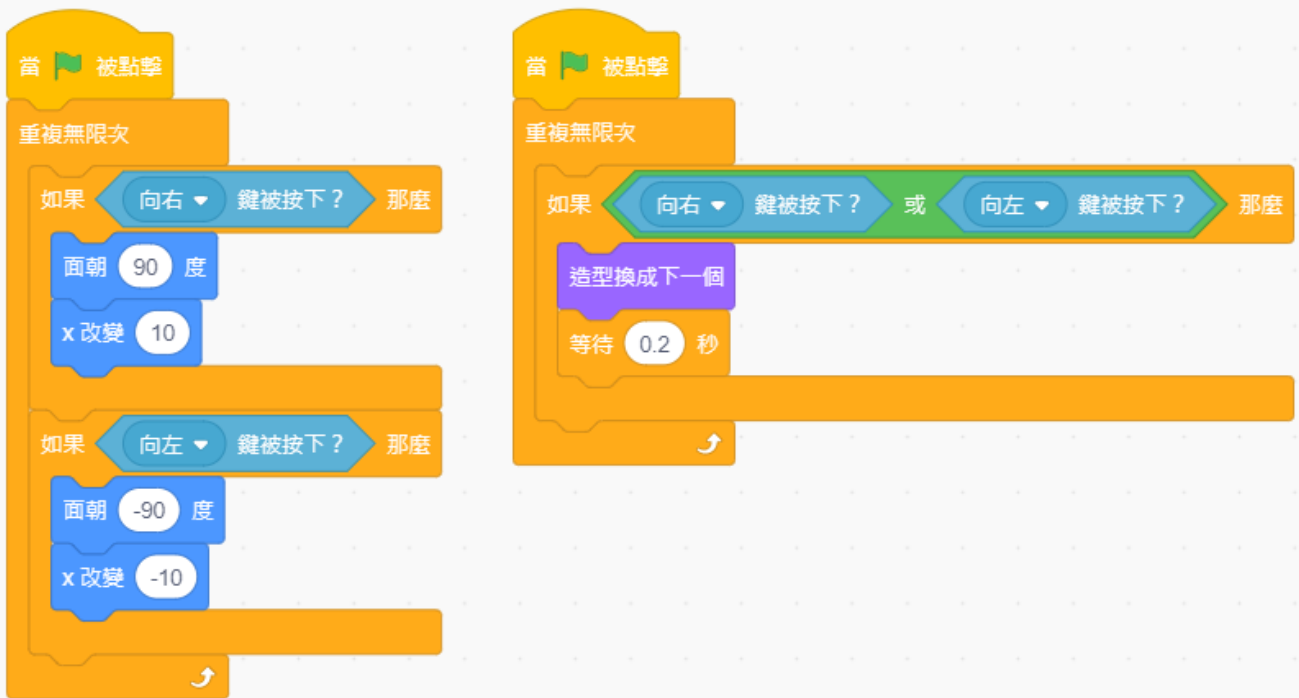 當 被點擊
重複無限次
如果 向右 鍵被按下？ 那麼
面朝 90 度
x 改變 10
如果 向左 鍵被按下？ 那麼
面朝 -90 度
x 改變 -10
當 被點擊
重複無限次
如果 向右 鍵被按下？ 或 向左 鍵被按下？ 那麼
造型換成下一個
等待 0.2 秒